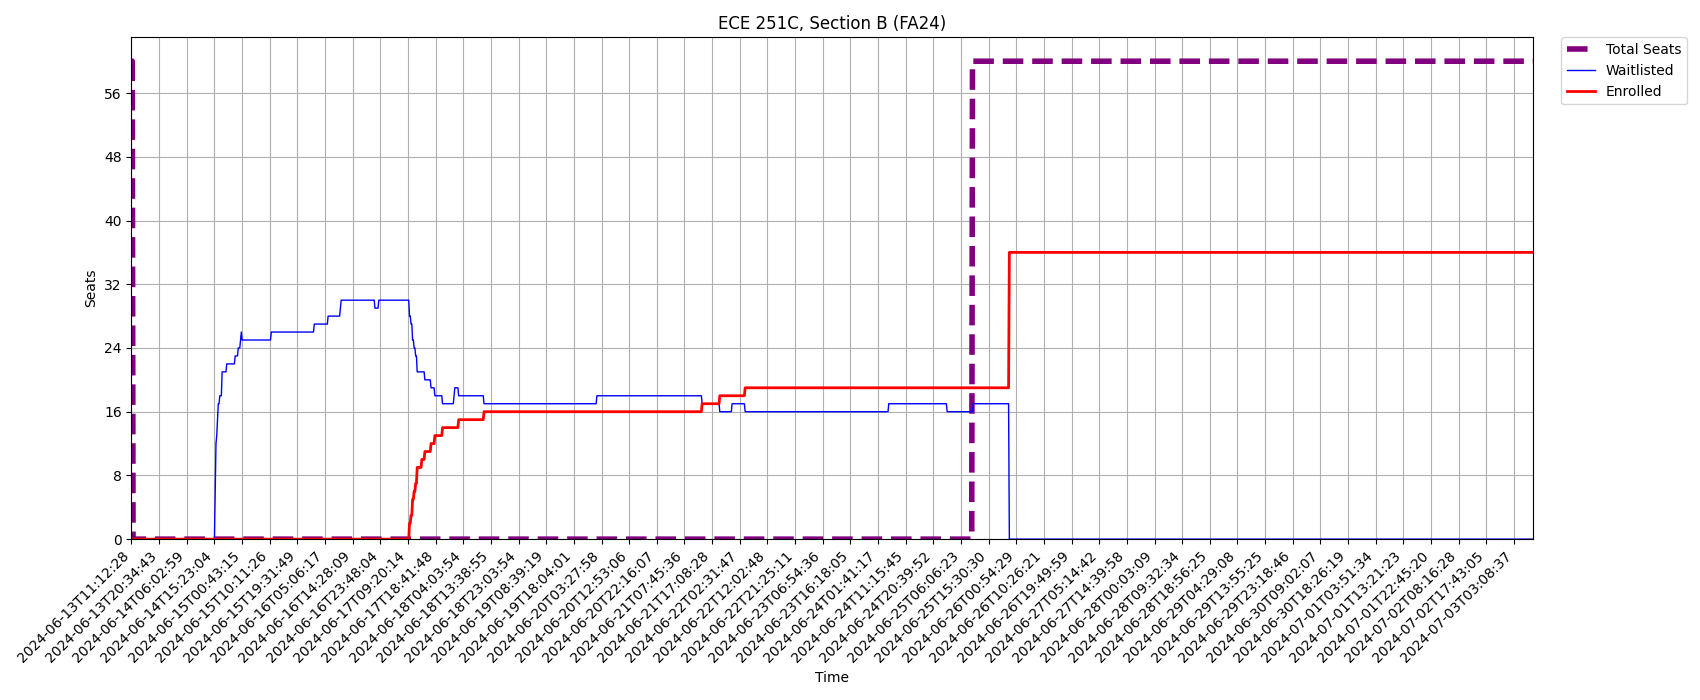 ECE 251C, Section B (FA24)
Total Seats
Waitlisted
Enrolled
Seats
56
48
40
32
24
16
8
0
2024-06-13T11:12:28
2024-06-13T20:34:43
2024-06-14T06:02:59
2024-06-14T15:23:04
2024-06-15T00:43:15
2024-06-15T10:11:26
2024-06-15T19:31:49
2024-06-16T05:06:17
2024-06-16T14:28:09
2024-06-16T23:48:04
2024-06-17T09:20:14
2024-06-17T18:41:48
2024-06-18T04:03:54
2024-06-18T13:38:55
2024-06-18T23:03:54
2024-06-19T08:39:19
2024-06-19T18:04:01
2024-06-20T03:27:58
2024-06-20T12:53:06
2024-06-20T22:16:07
2024-06-21T07:45:36
2024-06-21T17:08:28
2024-06-22T02:31:47
2024-06-22T12:02:48
2024-06-22T21:25:11
2024-06-23T06:54:36
2024-06-23T16:18:05
2024-06-24T01:41:17
2024-06-24T11:15:45
2024-06-24T20:39:52
2024-06-25T06:06:23
2024-06-25T15:30:30
2024-06-26T00:54:29
2024-06-26T10:26:21
2024-06-26T19:49:59
2024-06-27T05:14:42
2024-06-27T14:39:58
2024-06-28T00:03:09
2024-06-28T09:32:34
2024-06-28T18:56:25
2024-06-29T04:29:08
2024-06-29T13:55:25
2024-06-29T23:18:46
2024-06-30T09:02:07
2024-06-30T18:26:19
2024-07-01T03:51:34
2024-07-01T13:21:23
2024-07-01T22:45:20
2024-07-02T08:16:28
2024-07-02T17:43:05
2024-07-03T03:08:37
Time